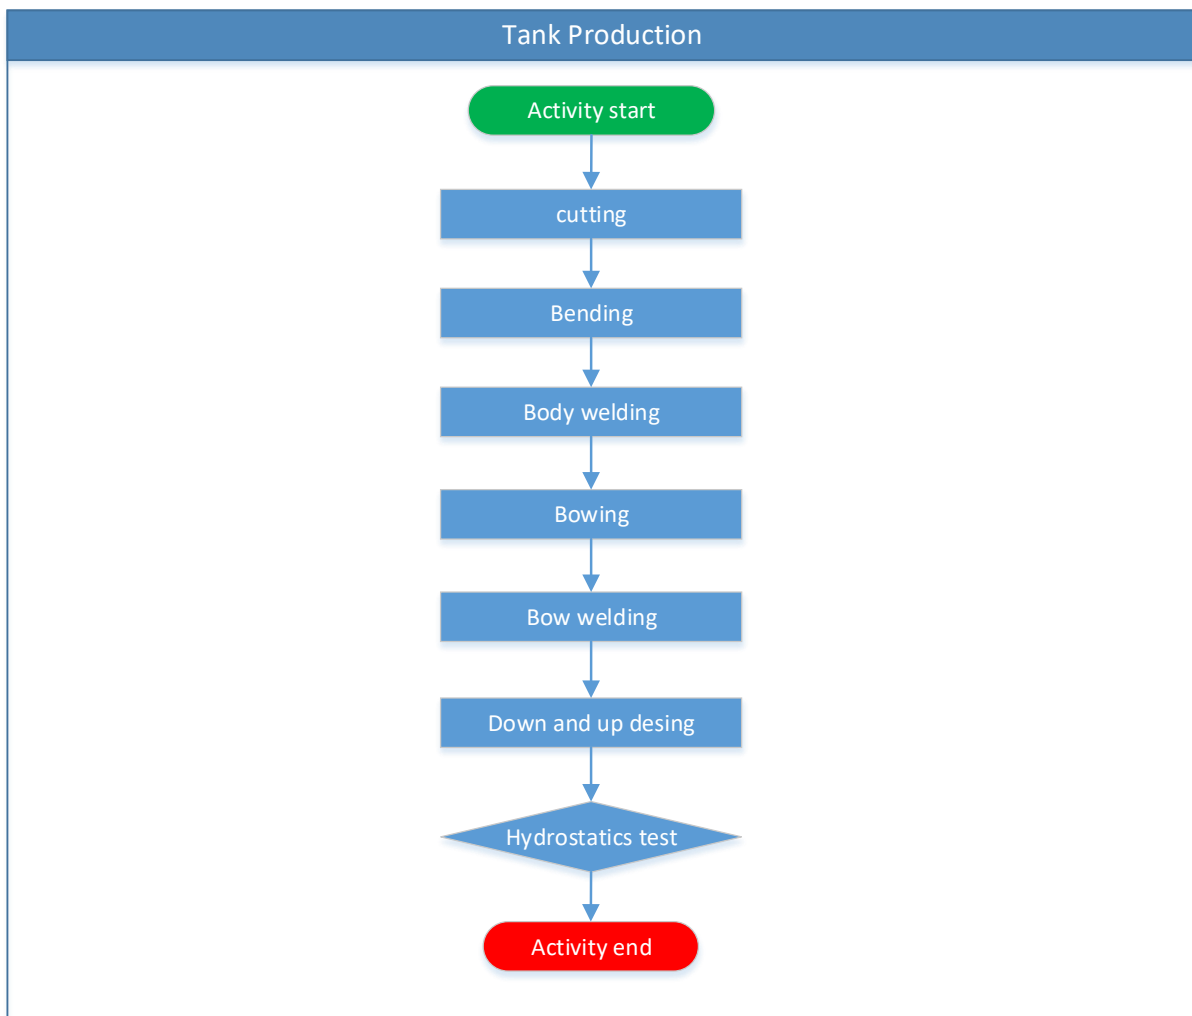 Tank Production
Activity start
cutting
Bending
Body welding
Bowing
Bow welding
Down and up desing
Hydrostatics test
Activity end